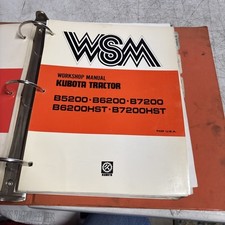 WSM
WORKSHOP MANUAL
KUBOTA TRACTOR
B5200·B6200·B7200
B6200HST·B7200HST